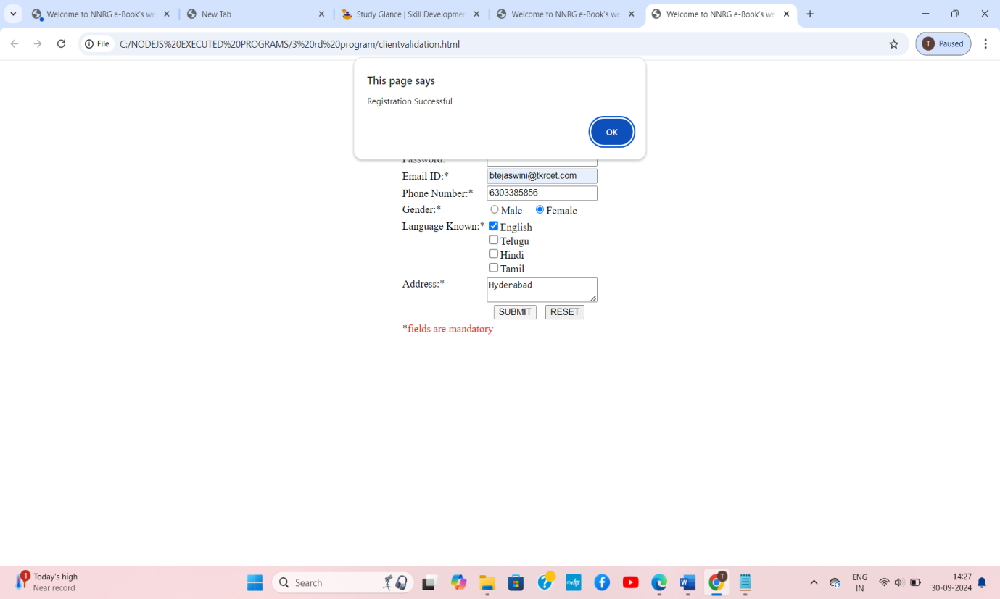 Welcome to NNRG e-Book's we
New Tab
Study Glance | Skill Developmen
Welcome to NNRG e-Book's we
Welcome to NNRG e-Book's we
File
C:/NODEJS%20EXECUTED%20PROGRAMS/3%20rd%20program/clientvalidation.html
T
Paused
This page says
Registration Successful
OK
Password:
Email ID:*
btejaswini@tkrcet.com
Phone Number:*
6303385856
Gender:*
Male
Female
Language Known:*
English
Telugu
Hindi
Tamil
Address:*
Hyderabad
SUBMIT
RESET
*fields are mandatory
1
Today's high
Near record
Search
myhp
W
T
ENG
IN
14:27
30-09-2024